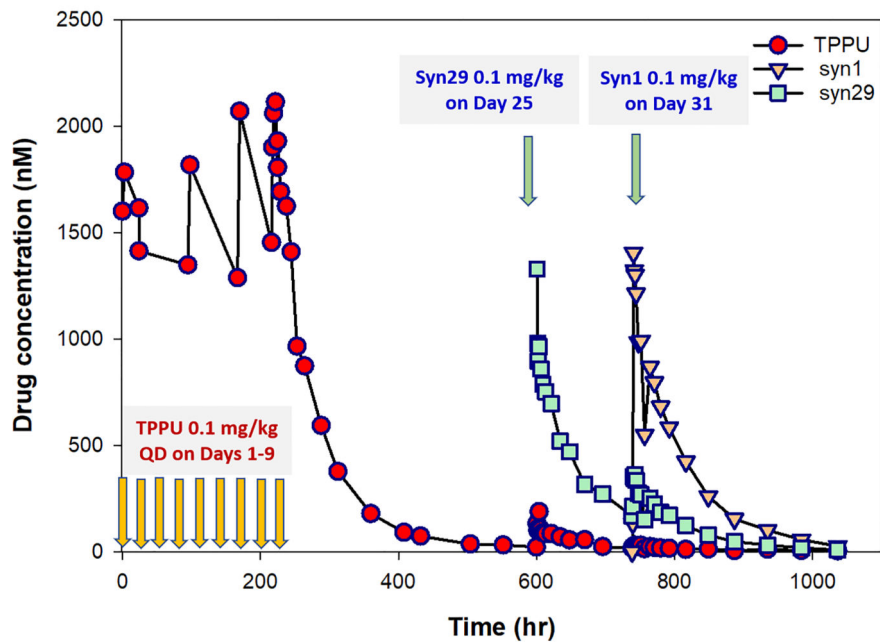 2500
2000
1500
1000
500
0
0
200
400
600
800
1000
Drug concentration (nM)
Time (hr)
TPPU
syn1
syn29
Syn29 0.1 mg/kg
on Day 25
Syn1 0.1 mg/kg
on Day 31
TPPU 0.1 mg/kg
QD on Days 1-9